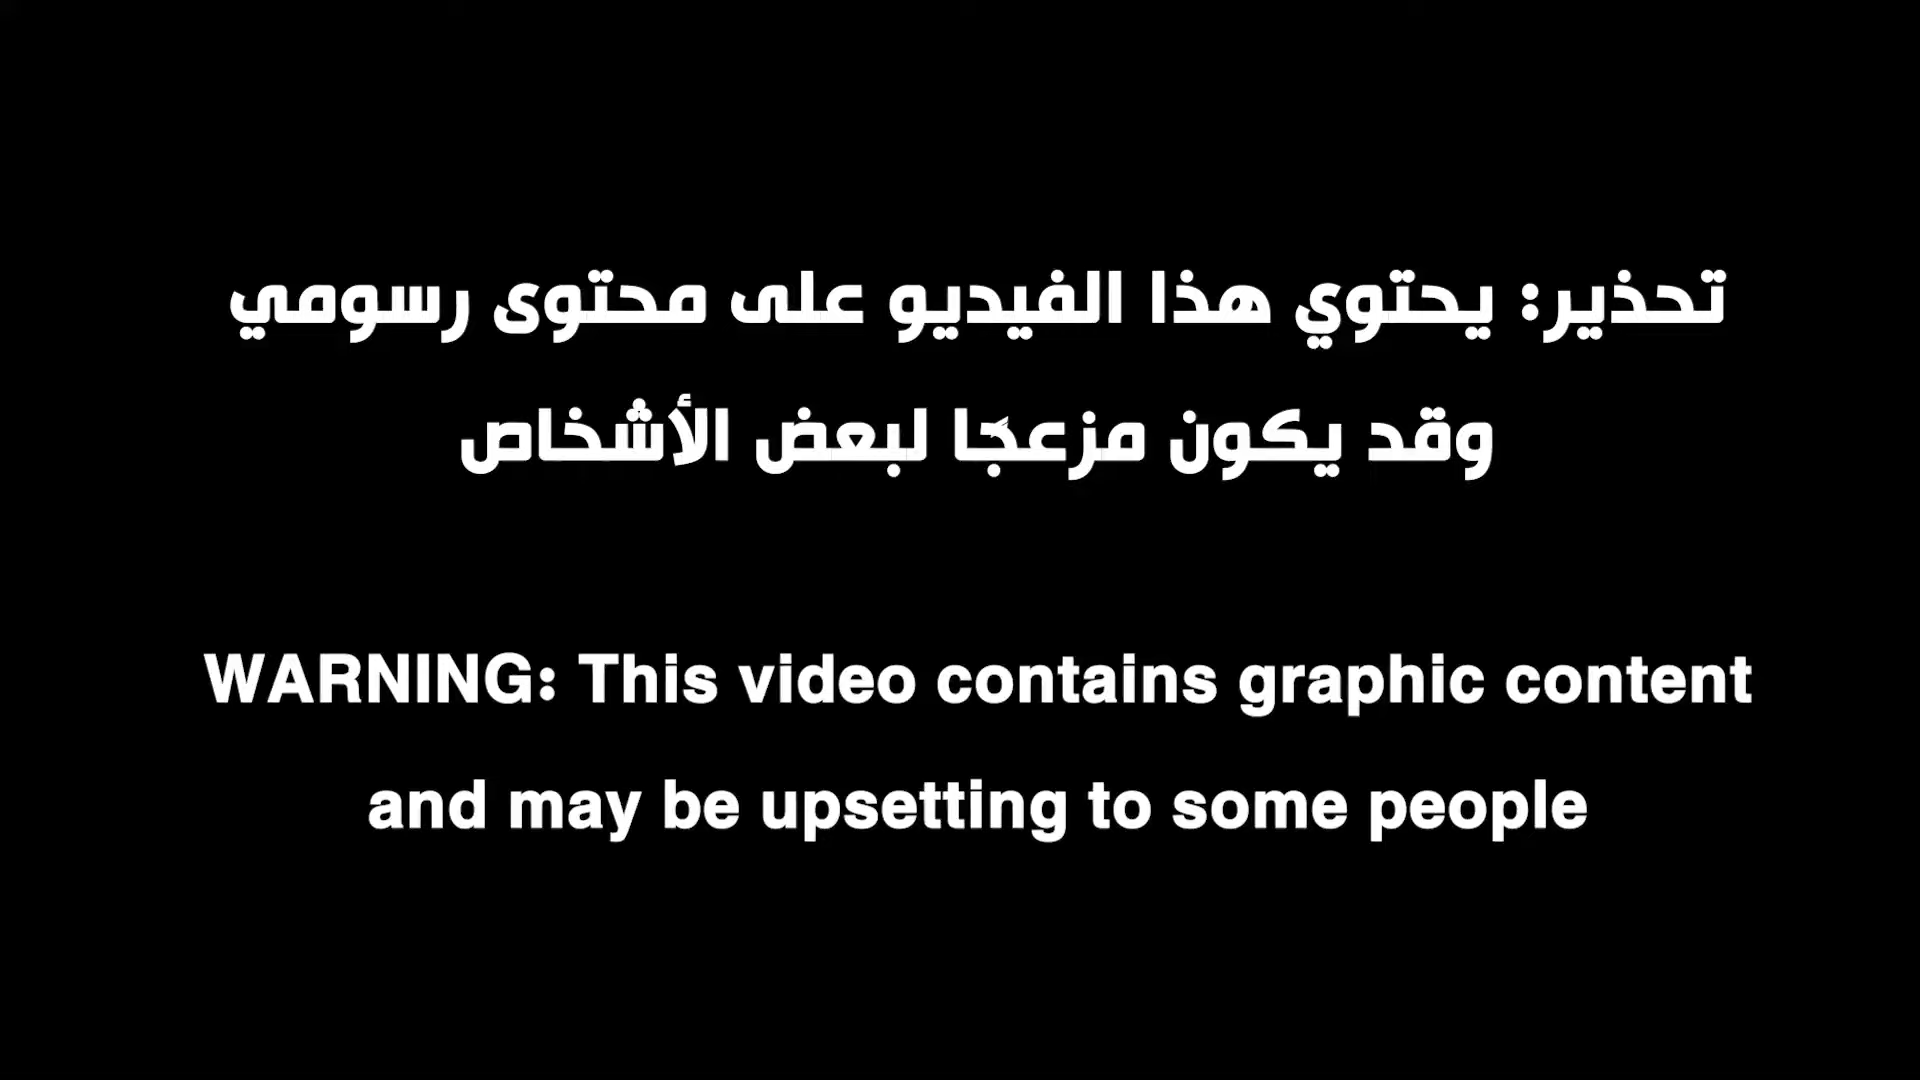 تحذير: يحتوي هذا الفيديو على محتوى رسومي
وقد يكون مزعجًا لبعض الأشخاص
WARNING: This video contains graphic content
and may be upsetting to some people